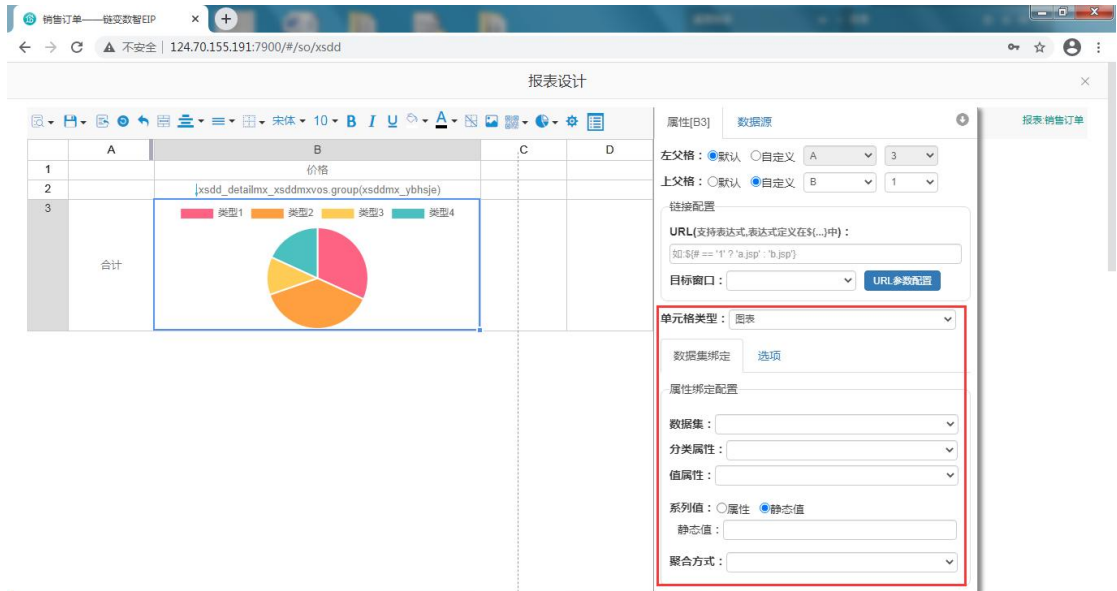 销售订单——链变数智EIP
不安全 | 124.70.155.191:7900/#/so/xsdd
报表设计
宋体 10 B I U A
属性[B3] 数据源
报表:销售订单
A B C D
左父格：默认 自定义 A 3
1 价格
上父格：默认 自定义 B 1
2 xsdd_detailmx_xsddmxvos.group(xsddmx_ybhsje)
3 类型1 类型2 类型3 类型4
合计
链接配置
URL(支持表达式,表达式定义在${...}中)：
如:${# == '1' ? 'a.jsp' : 'b.jsp'}
目标窗口： URL参数配置
单元格类型： 图表
数据集绑定 选项
属性绑定配置
数据集：
分类属性：
值属性：
系列值：属性 静态值
静态值：
聚合方式：